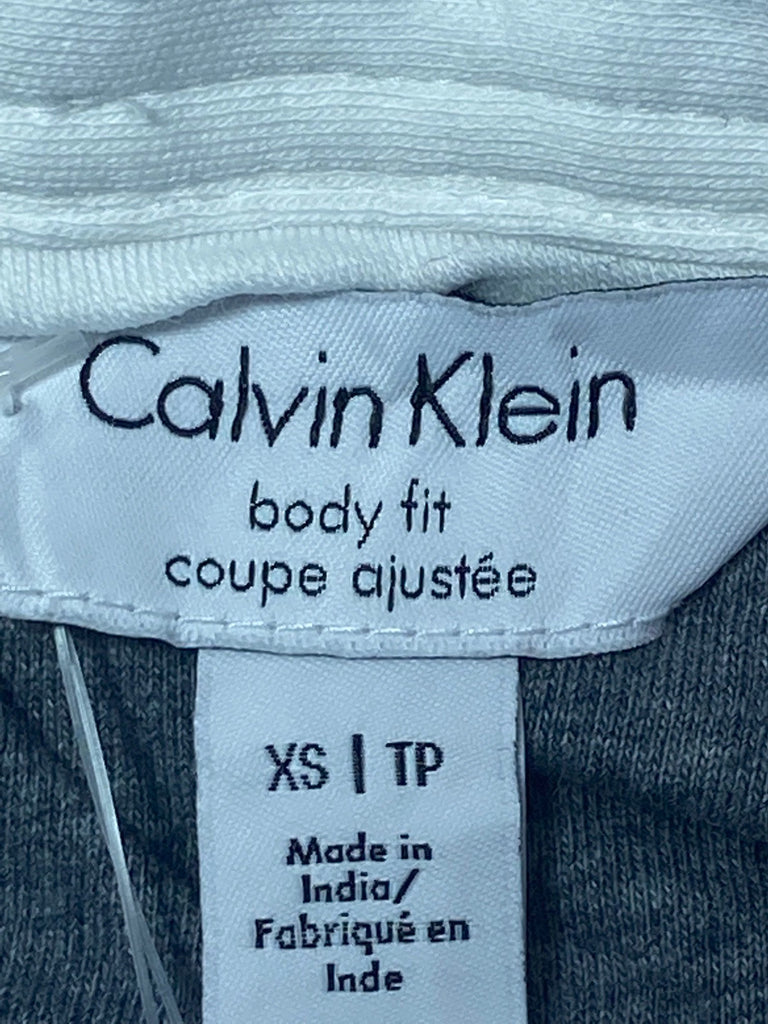 Calvin Klein
body fit
coupe ajustée
XS | TP
Made in
India/
Fabriqué en
Inde